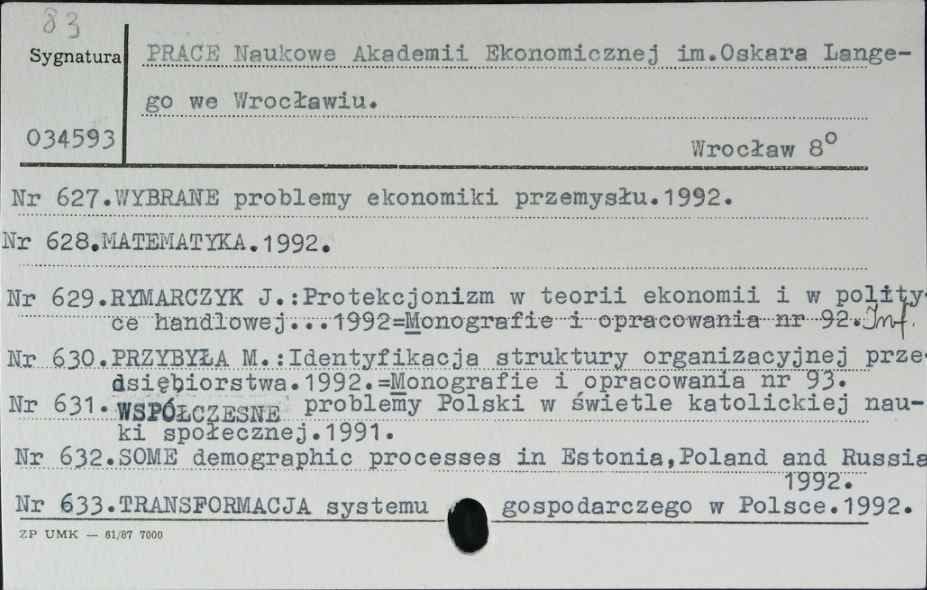 83
Sygnatura
PRACE Naukowe Akademii Ekonomicznej im.Oskara Lange-
go we Wrocławiu.
034593
Wrocław 8°
Nr 627.WYBRANE problemy ekonomiki przemysłu.1992.
Nr 628.MATEMATYKA.1992.
Nr 629.RYMARCZYK J.:Protekcjonizm w teorii ekonomii i w polity-
ce handlowej...1992=Monografie i opracowania nr 92. Inf.
Nr 630.PRZYBYŁA M.:Identyfikacja struktury organizacyjnej prze-
dsiębiorstwa.1992.=Monografie i opracowania nr 93.
Nr 631.WSPÓŁCZESNE problemy Polski w świetle katolickiej nau-
ki społecznej.1991.
Nr 632.SOME demographic processes in Estonia,Poland and Russia
1992.
Nr 633.TRANSFORMACJA systemu gospodarczego w Polsce.1992.
ZP UMK — 61/87 7000